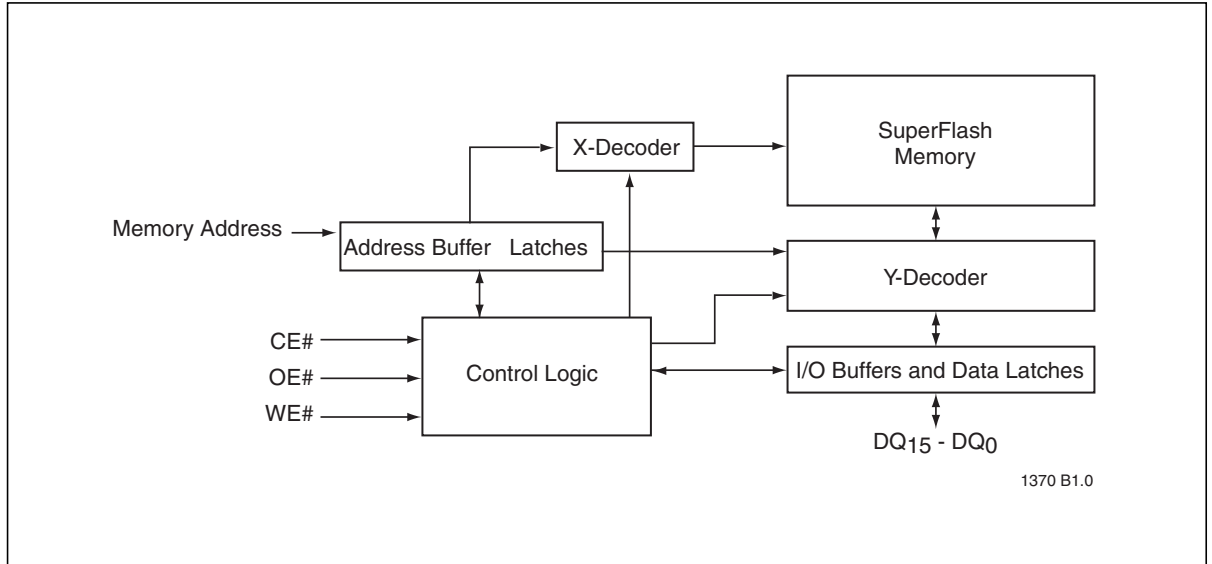 SuperFlash
Memory
X-Decoder
Memory Address
Address Buffer Latches
Y-Decoder
CE#
OE#
WE#
Control Logic
I/O Buffers and Data Latches
DQ15 - DQ0
1370 B1.0